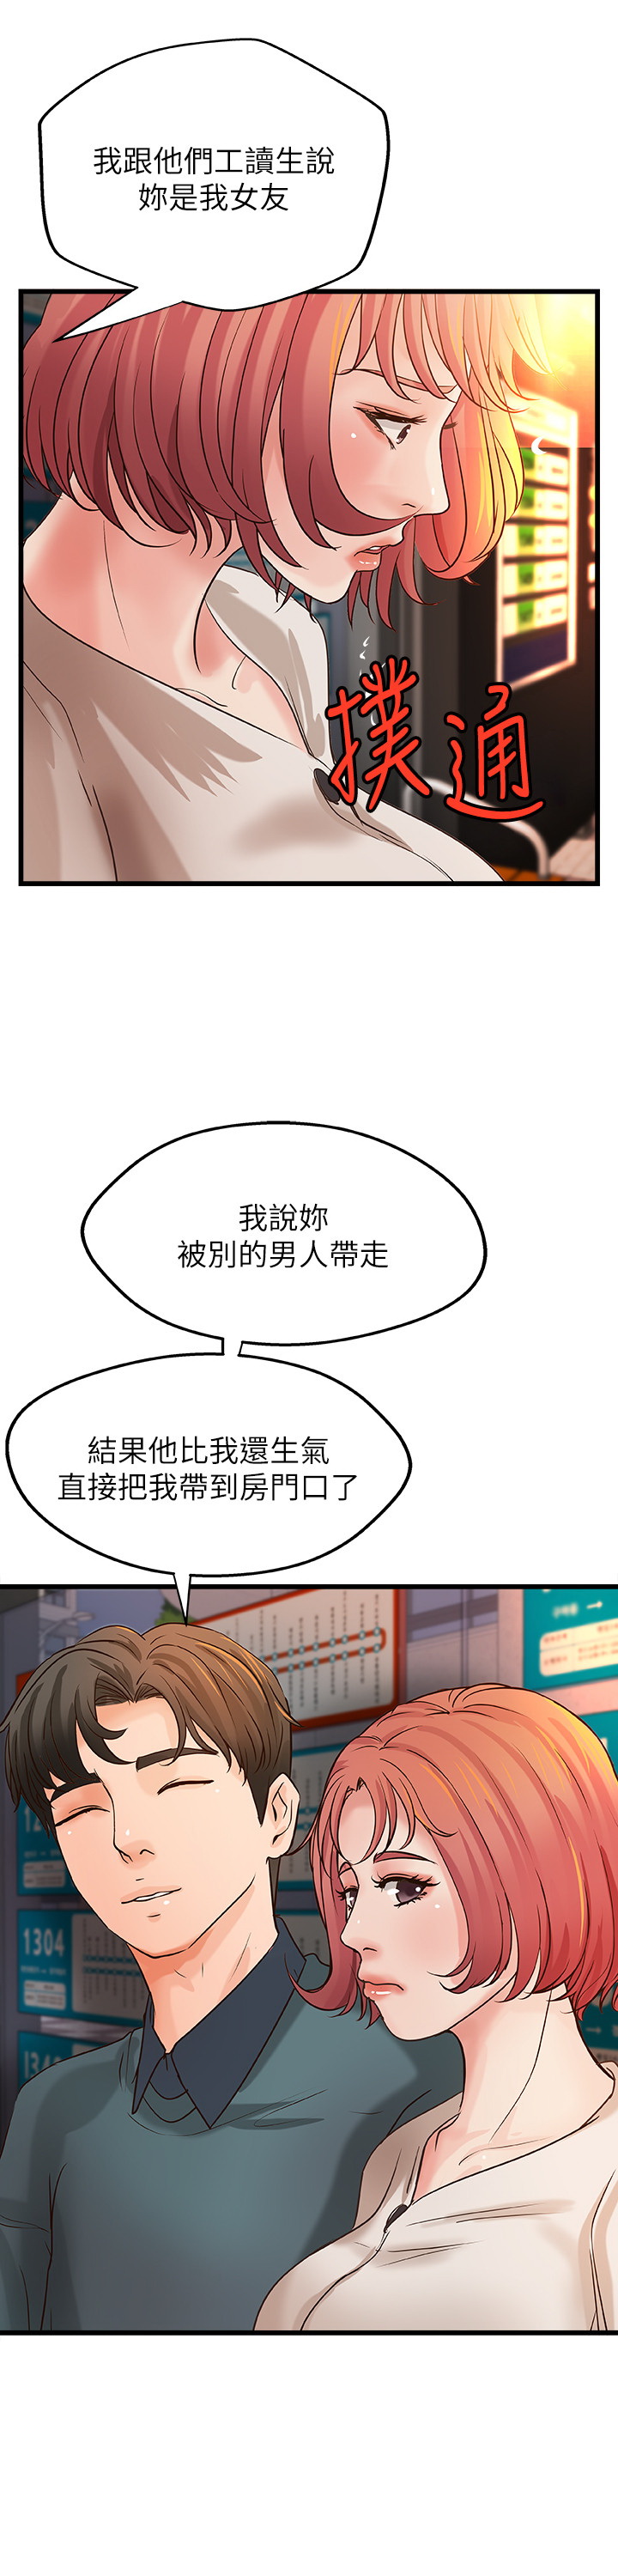 我跟他們工讀生說
妳是我女友
撲通
我說妳
被別的男人帶走
結果他比我還生氣
直接把我帶到房門口了
1304